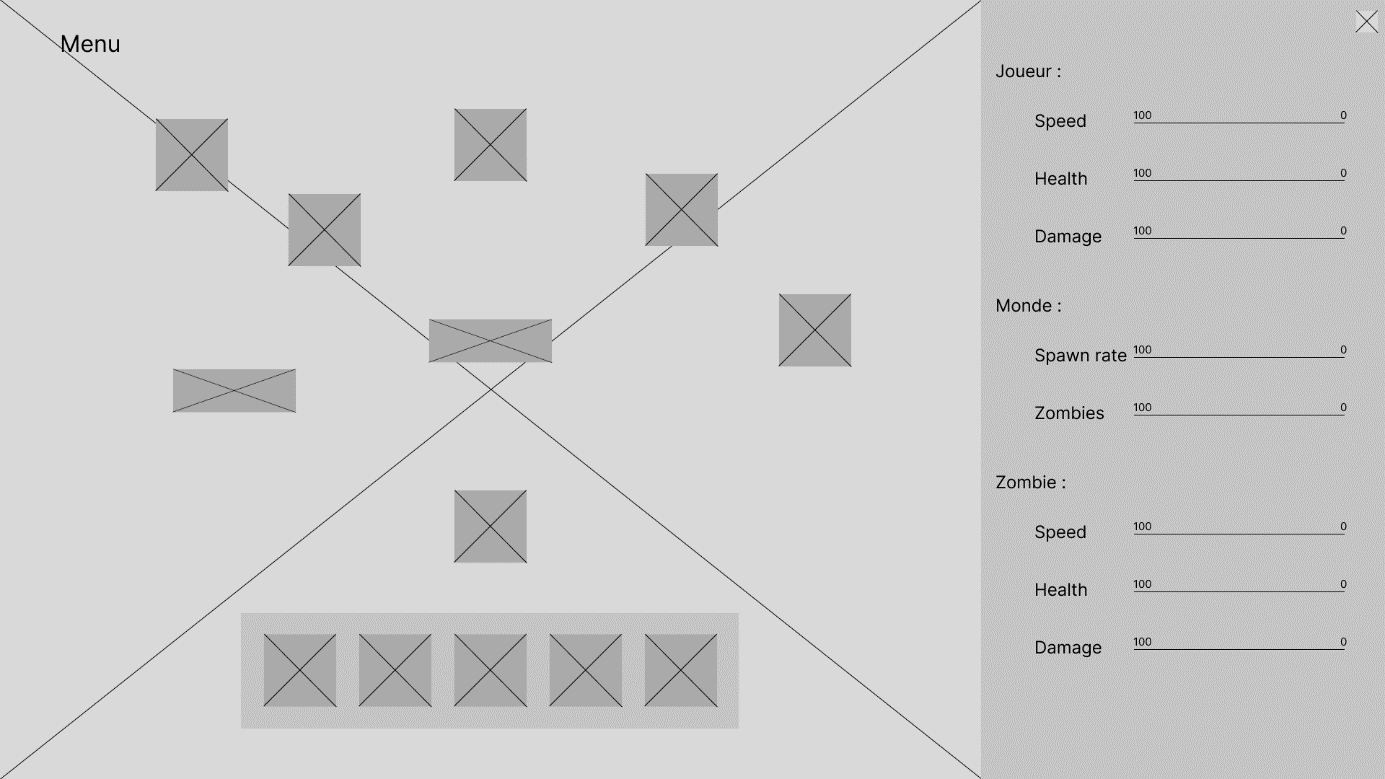 Menu
Joueur :
Speed 100 0
Health 100 0
Damage 100 0
Monde :
Spawn rate 100 0
Zombies 100 0
Zombie :
Speed 100 0
Health 100 0
Damage 100 0